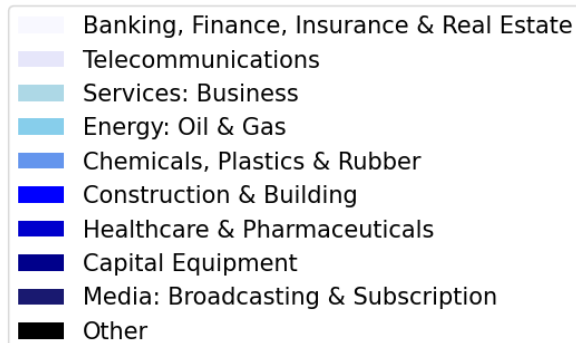 Banking, Finance, Insurance & Real Estate
Telecommunications
Services: Business
Energy: Oil & Gas
Chemicals, Plastics & Rubber
Construction & Building
Healthcare & Pharmaceuticals
Capital Equipment
Media: Broadcasting & Subscription
Other